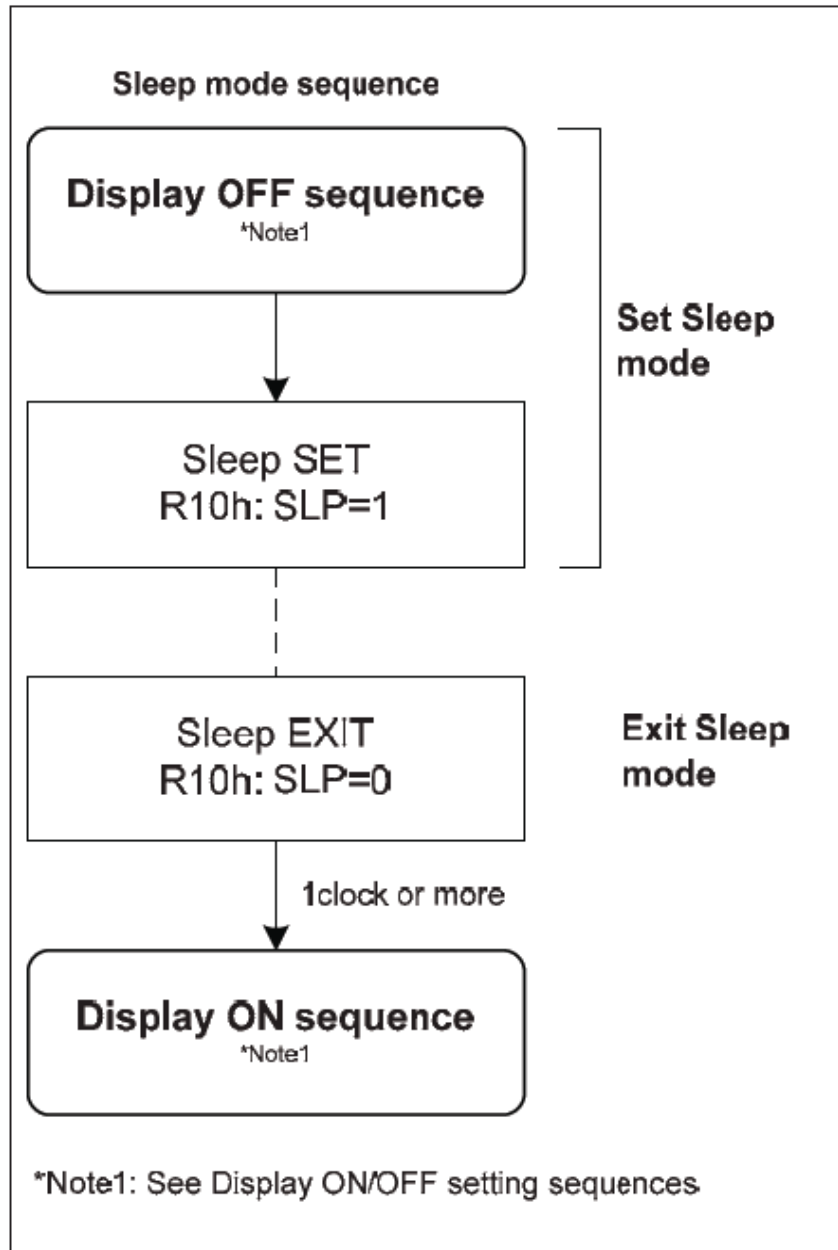 Sleep mode sequence
Display OFF sequence
*Note1
Set Sleep
mode
Sleep SET
R10h: SLP=1
Sleep EXIT
R10h: SLP=0
Exit Sleep
mode
1clock or more
Display ON sequence
*Note1
*Note1: See Display ON/OFF setting sequences